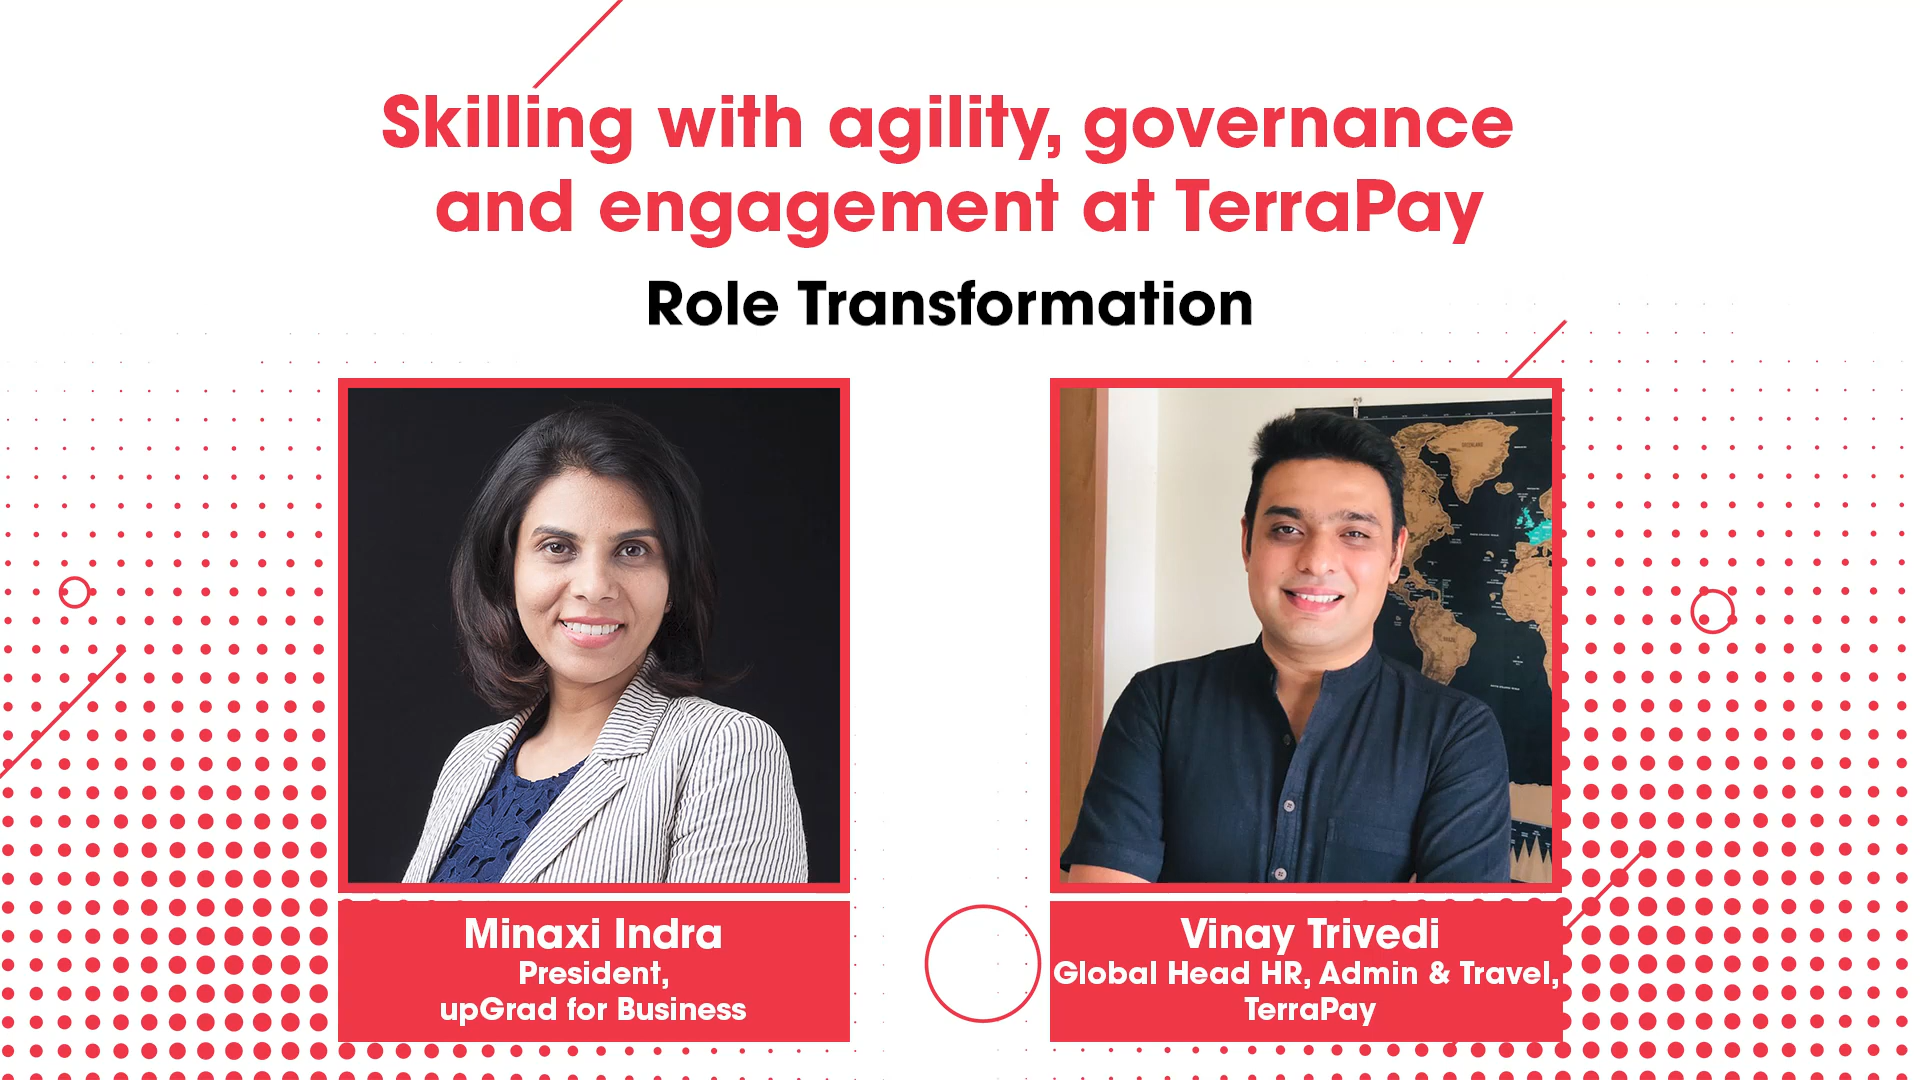 Skilling with agility, governance
and engagement at TerraPay
Role Transformation
Minaxi Indra
President,
upGrad for Business
Vinay Trivedi
Global Head HR, Admin & Travel,
TerraPay